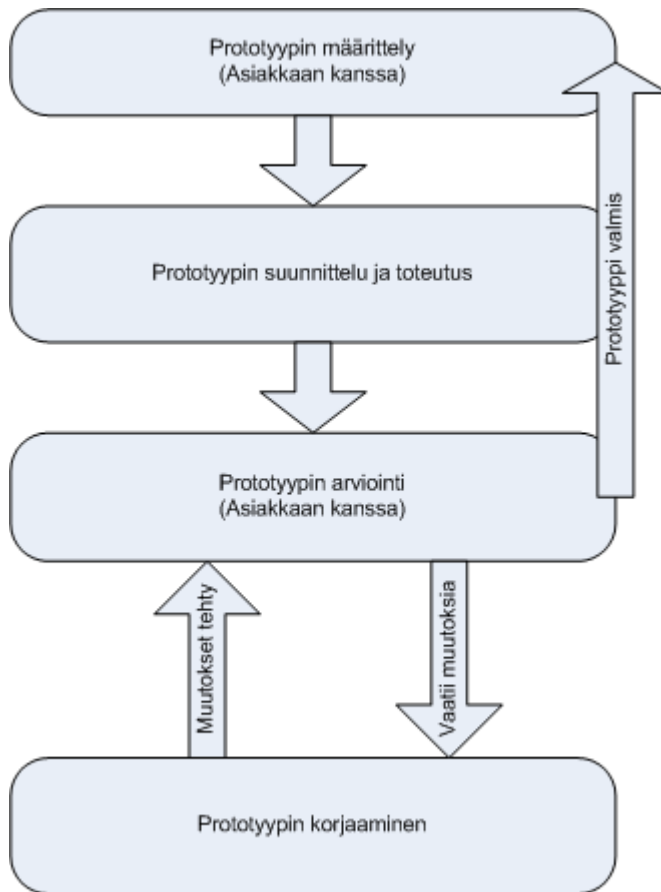 Prototyypin määrittely
(Asiakkaan kanssa)
Prototyypin suunnittelu ja toteutus
Prototyyppi valmis
Prototyypin arviointi
(Asiakkaan kanssa)
Muutokset tehty
Vaatii muutoksia
Prototyypin korjaaminen